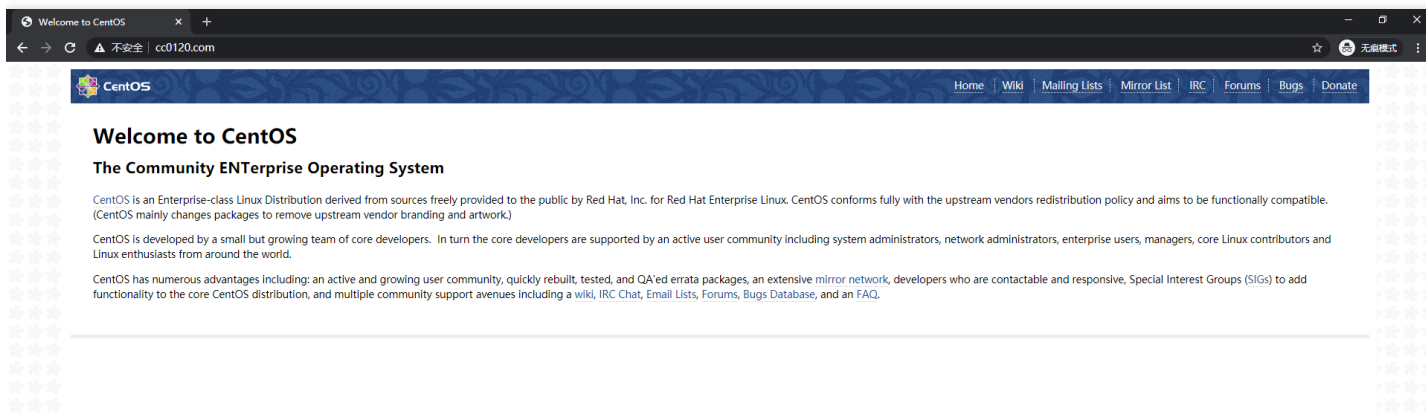 Welcome to CentOS
不安全 cc0120.com 无痕模式
CentOS Home Wiki Mailing Lists Mirror List IRC Forums Bugs Donate
Welcome to CentOS
The Community ENTerprise Operating System
CentOS is an Enterprise-class Linux Distribution derived from sources freely provided to the public by Red Hat, Inc. for Red Hat Enterprise Linux. CentOS conforms fully with the upstream vendors redistribution policy and aims to be functionally compatible.
(CentOS mainly changes packages to remove upstream vendor branding and artwork.)
CentOS is developed by a small but growing team of core developers.  In turn the core developers are supported by an active user community including system administrators, network administrators, enterprise users, managers, core Linux contributors and
Linux enthusiasts from around the world.
CentOS has numerous advantages including: an active and growing user community, quickly rebuilt, tested, and QA'ed errata packages, an extensive mirror network, developers who are contactable and responsive, Special Interest Groups (SIGs) to add
functionality to the core CentOS distribution, and multiple community support avenues including a wiki, IRC Chat, Email Lists, Forums, Bugs Database, and an FAQ.